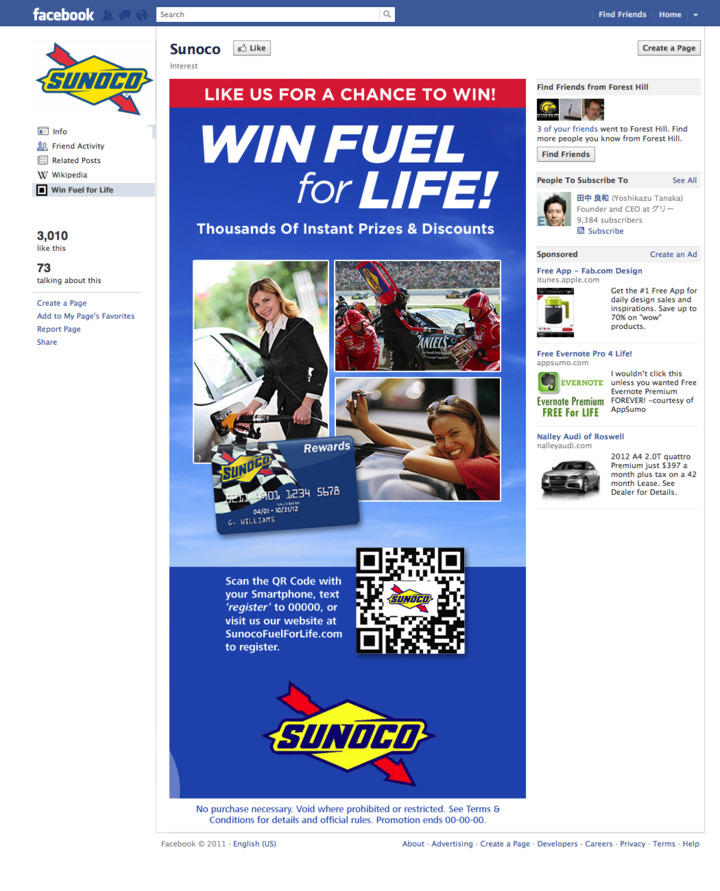 facebook
Search
Find Friends
Home
SUNOCO
Info
Friend Activity
Related Posts
W Wikipedia
Win Fuel for Life
3,010
like this
73
talking about this
Create a Page
Add to My Page's Favorites
Report Page
Share
Sunoco
Like
Create a Page
Interest
LIKE US FOR A CHANCE TO WIN!
WIN FUEL
for LIFE!
Thousands Of Instant Prizes & Discounts
Rewards
SUNOCO
1234 5678
04/01 - 10/31/12
G. WILLIAMS
Scan the QR Code with
your Smartphone, text
'register' to 00000, or
visit us our website at
SunocoFuelForLife.com
to register.
SUNOCO
SUNOCO
No purchase necessary. Void where prohibited or restricted. See Terms &
Conditions for details and official rules. Promotion ends 00-00-00.
Find Friends from Forest Hill
3 of your friends went to Forest Hill. Find
more people you know from Forest Hill.
Find Friends
People To Subscribe To
See All
田中 良和 (Yoshikazu Tanaka)
Founder and CEO at グリー
9,384 subscribers
Subscribe
Sponsored
Create an Ad
Free App – Fab.com Design
itunes.apple.com
Get the #1 Free App for
daily design sales and
inspirations. Save up to
70% on "wow"
products.
Free Evernote Pro 4 Life!
appsumo.com
EVERNOTE
Evernote Premium
FREE For LIFE
I wouldn't click this
unless you wanted Free
Evernote Premium
FOREVER! –courtesy of
AppSumo
Nalley Audi of Roswell
nalleyaudi.com
2012 A4 2.0T quattro
Premium just $397 a
month plus tax on a 42
month Lease. See
Dealer for Details.
Facebook © 2011 · English (US)
About · Advertising · Create a Page · Developers · Careers · Privacy · Terms · Help